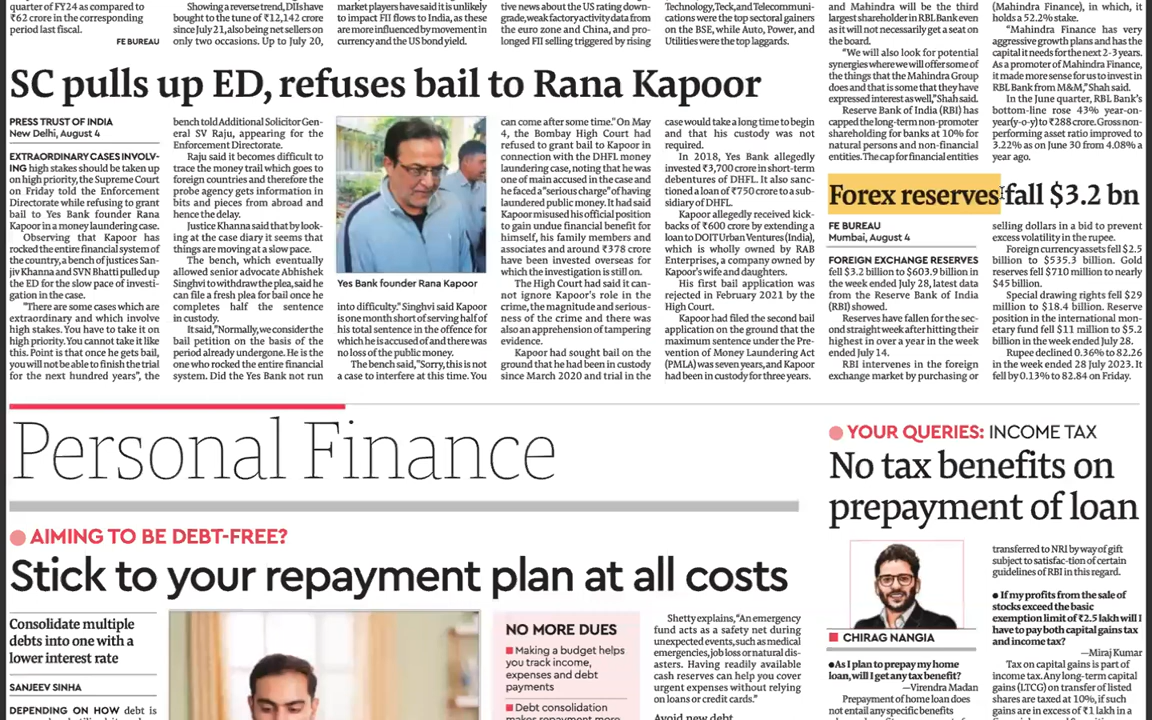 quarter of FY24 as compared to
₹62 crore in the corresponding
period last fiscal.
FE BUREAU
Showing a reverse trend, DIIs have
bought to the tune of ₹12,142 crore
since July 21, also being net sellers on
only two occasions. Up to July 20,
market players have said it is unlikely
to impact FII flows to India, as these
are more influenced by movement in
currency and the US bond yield.
tive news about the US rating down-
grade, weak factory activity data from
the euro zone and China, and pro-
longed FII selling triggered by rising
Technology, Teck, and Telecommuni-
cations were the top sectoral gainers
on the BSE, while Auto, Power, and
Utilities were the top laggards.
SC pulls up ED, refuses bail to Rana Kapoor
PRESS TRUST OF INDIA
New Delhi, August 4
EXTRAORDINARY CASES INVOLV-
ING high stakes should be taken up
on high priority, the Supreme Court
on Friday told the Enforcement
Directorate while refusing to grant
bail to Yes Bank founder Rana
Kapoor in a money laundering case.
Observing that Kapoor has
rocked the entire financial system of
the country, a bench of justices San-
jiv Khanna and SVN Bhatti pulled up
the ED for the slow pace of investi-
gation in the case.
"There are some cases which are
extraordinary and which involve
high stakes. You have to take it on
high priority. You cannot take it like
this. Point is that once he gets bail,
you will not be able to finish the trial
for the next hundred years", the
bench told Additional Solicitor Gen-
eral SV Raju, appearing for the
Enforcement Directorate.
Raju said it becomes difficult to
trace the money trail which goes to
foreign countries and therefore the
probe agency gets information in
bits and pieces from abroad and
hence the delay.
Justice Khanna said that by look-
ing at the case diary it seems that
things are moving at a slow pace.
The bench, which eventually
allowed senior advocate Abhishek
Singhvi to withdraw the plea, said he
can file a fresh plea for bail once he
completes half the sentence
in custody.
It said, "Normally, we consider the
bail petition on the basis of the
period already undergone. He is the
one who rocked the entire financial
system. Did the Yes Bank not run
Yes Bank founder Rana Kapoor
into difficulty." Singhvi said Kapoor
is one month short of serving half of
his total sentence in the offence for
which he is accused of and there was
no loss of the public money.
The bench said, "Sorry, this is not
a case to interfere at this time. You
can come after some time." On May
4, the Bombay High Court had
refused to grant bail to Kapoor in
connection with the DHFL money
laundering case, noting that he was
one of main accused in the case and
he faced a "serious charge" of having
laundered public money. It had said
Kapoor misused his official position
to gain undue financial benefit for
himself, his family members and
associates and around ₹378 crore
have been invested overseas for
which the investigation is still on.
The High Court had said it can-
not ignore Kapoor's role in the
crime, the magnitude and serious-
ness of the crime and there was
also an apprehension of tampering
evidence.
Kapoor had sought bail on the
ground that he had been in custody
since March 2020 and trial in the
case would take a long time to begin
and that his custody was not
required.
In 2018, Yes Bank allegedly
invested ₹3,700 crore in short-term
debentures of DHFL. It also sanc-
tioned a loan of ₹750 crore to a sub-
sidiary of DHFL.
Kapoor allegedly received kick-
backs of ₹600 crore by extending a
loan to DOIT Urban Ventures (India),
which is wholly owned by RAB
Enterprises, a company owned by
Kapoor's wife and daughters.
His first bail application was
rejected in February 2021 by the
High Court.
Kapoor had filed the second bail
application on the ground that the
maximum sentence under the Pre-
vention of Money Laundering Act
(PMLA) was seven years, and Kapoor
had been in custody for three years.
and Mahindra will be the third
largest shareholder in RBL Bank even
as it will not necessarily get a seat on
the board.
"We will also look for potential
synergies where we will offer some of
the things that the Mahindra Group
does and that is some that they have
expressed interest as well," Shah said.
Reserve Bank of India (RBI) has
capped the long-term non-promoter
shareholding for banks at 10% for
natural persons and non-financial
entities. The cap for financial entities
(Mahindra Finance), in which, it
holds a 52.2% stake.
"Mahindra Finance has very
aggressive growth plans and has the
capital it needs for the next 2-3 years.
As a promoter of Mahindra Finance,
it made more sense for us to invest in
RBL Bank from M&M," Shah said.
In the June quarter, RBL Bank's
bottom-line rose 43% year-on-
year(y-o-y) to ₹288 crore. Gross non-
performing asset ratio improved to
3.22% as on June 30 from 4.08% a
year ago.
Forex reserves fall $3.2 bn
FE BUREAU
Mumbai, August 4
FOREIGN EXCHANGE RESERVES
fell $3.2 billion to $603.9 billion in
the week ended July 28, latest data
from the Reserve Bank of India
(RBI) showed.
Reserves have fallen for the sec-
ond straight week after hitting their
highest in over a year in the week
ended July 14.
RBI intervenes in the foreign
exchange market by purchasing or
selling dollars in a bid to prevent
excess volatility in the rupee.
Foreign currency assets fell $2.5
billion to $535.3 billion. Gold
reserves fell $710 million to nearly
$45 billion.
Special drawing rights fell $29
million to $18.4 billion. Reserve
position in the international mon-
etary fund fell $11 million to $5.2
billion in the week ended July 28.
Rupee declined 0.36% to 82.26
in the week ended 28 July 2023. It
fell by 0.13% to 82.84 on Friday.
Personal Finance
AIMING TO BE DEBT-FREE?
Stick to your repayment plan at all costs
Consolidate multiple
debts into one with a
lower interest rate
SANJEEV SINHA
DEPENDING ON HOW debt is
NO MORE DUES
Making a budget helps
you track income,
expenses and debt
payments
Debt consolidation
makes repayment more
Shetty explains, "An emergency
fund acts as a safety net during
unexpected events, such as medical
emergencies, job loss or natural dis-
asters. Having readily available
cash reserves can help you cover
urgent expenses without relying
on loans or credit cards."
Avoid new debt
YOUR QUERIES: INCOME TAX
No tax benefits on
prepayment of loan
CHIRAG NANGIA
●As I plan to prepay my home
loan, will I get any tax benefit?
—Virendra Madan
Prepayment of home loan does
not entail any specific benefits
transferred to NRI by way of gift
subject to satisfac-tion of certain
guidelines of RBI in this regard.
● If my profits from the sale of
stocks exceed the basic
exemption limit of ₹2.5 lakh will I
have to pay both capital gains tax
and income tax?
—Miraj Kumar
Tax on capital gains is part of
income tax. Any long-term capital
gains (LTCG) on transfer of listed
shares are taxed at 10%, if such
gains are in excess of ₹1 lakh in a